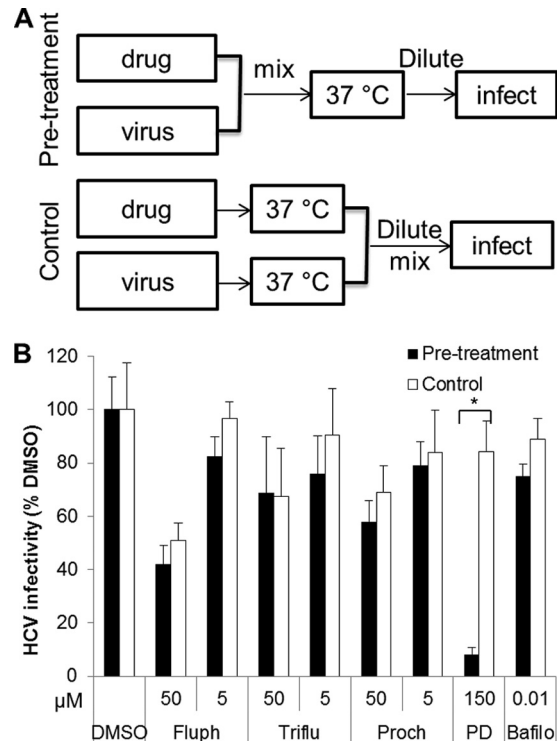 A
Pre-treatment
drug
virus
mix
37 °C
Dilute
infect
Control
drug
virus
37 °C
37 °C
Dilute
mix
infect
B
Pre-treatment
Control
*
HCV infectivity (% DMSO)
120
100
80
60
40
20
0
µM 50 5 50 5 50 5 150 0.01
DMSO Fluph Triflu Proch PD Bafilo